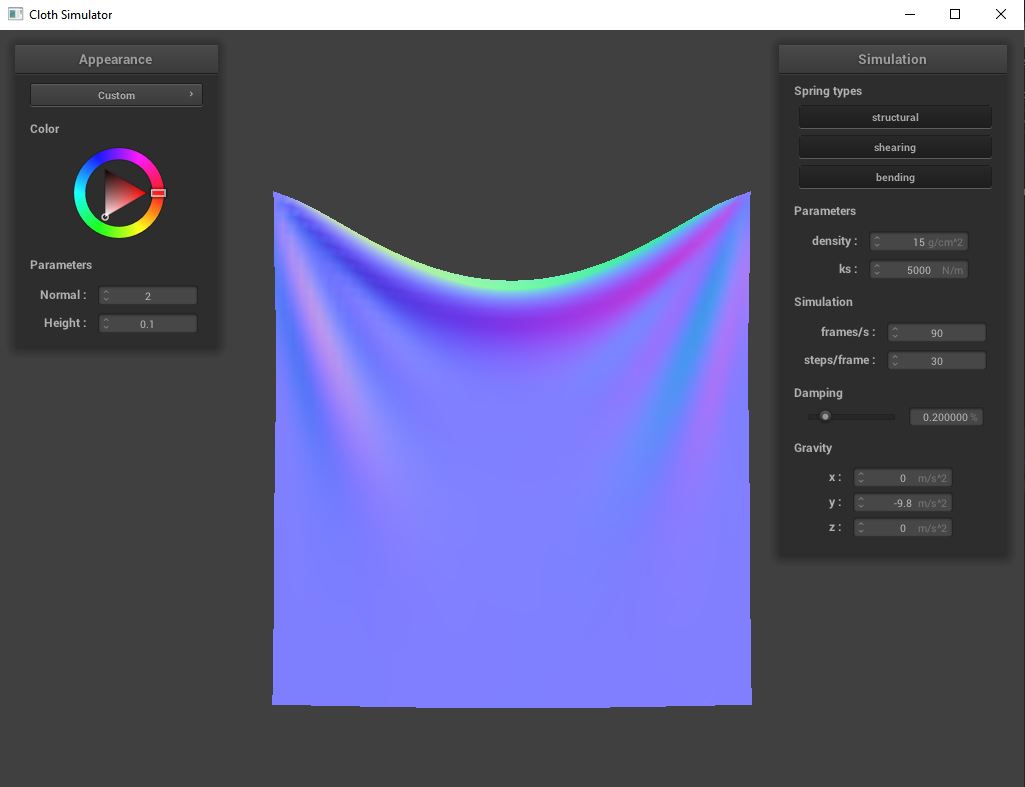 Cloth Simulator
Appearance
Custom
Color
Parameters
Normal : 2
Height : 0.1
Simulation
Spring types
structural
shearing
bending
Parameters
density : 15 g/cm^2
ks : 5000 N/m
Simulation
frames/s : 90
steps/frame : 30
Damping
0.200000 %
Gravity
x : 0 m/s^2
y : -9.8 m/s^2
z : 0 m/s^2